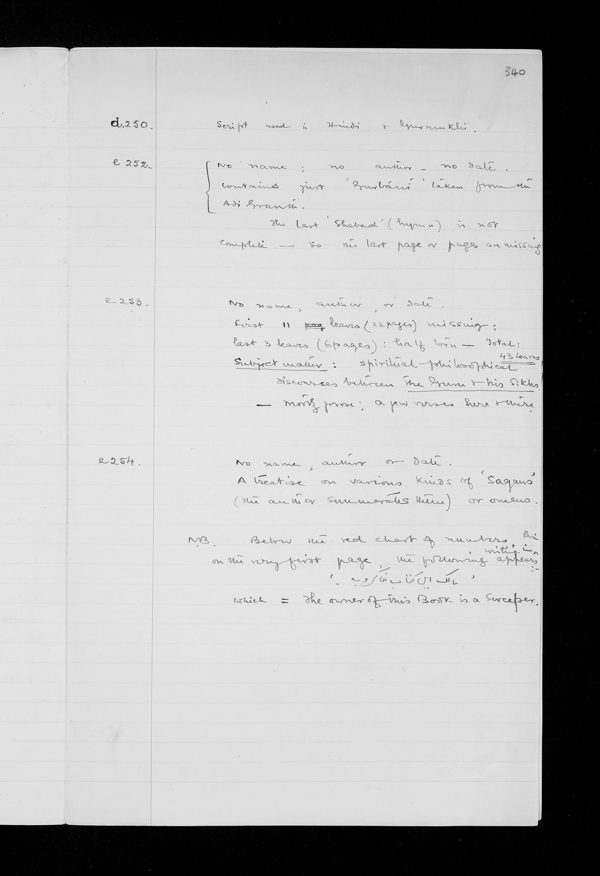 340
d.250. Script used is Hindi & Gurmukhi.
e 252. No name; no author - no date.
contains just 'Gurbani' taken from the
Adi Granth.
The last 'Shabad' (hymn) is not
complete — so the last page or pages are missing
e-253. No name, author, or date.
First 11 leaves (22 pages) missing;
last 3 leaves (6 pages): half torn — Total:
43 leaves
Subject matter: spiritual philosophical
discourses between the Guru & his Sikhs
— mostly prose; a few verses here & there
e 254. No name, author or date.
A treatise on various kinds of 'Sagans'
(the author enumerates them) or omens.
NB. Below the red chart of numbers,
writing in
on the very first page, the following appears:-
which = The owner of this Book is a Sweeper.